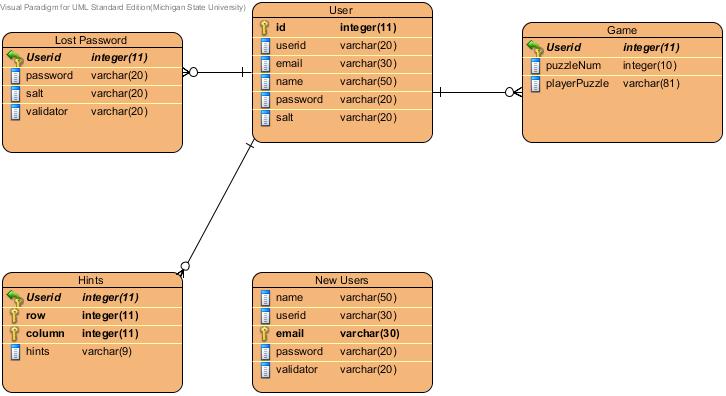 Visual Paradigm for UML Standard Edition(Michigan State University)
Lost Password
Userid integer(11)
password varchar(20)
salt varchar(20)
validator varchar(20)
User
id integer(11)
userid varchar(20)
email varchar(30)
name varchar(50)
password varchar(20)
salt varchar(20)
Game
Userid integer(11)
puzzleNum integer(10)
playerPuzzle varchar(81)
Hints
Userid integer(11)
row integer(11)
column integer(11)
hints varchar(9)
New Users
name varchar(50)
userid varchar(30)
email varchar(30)
password varchar(20)
validator varchar(20)